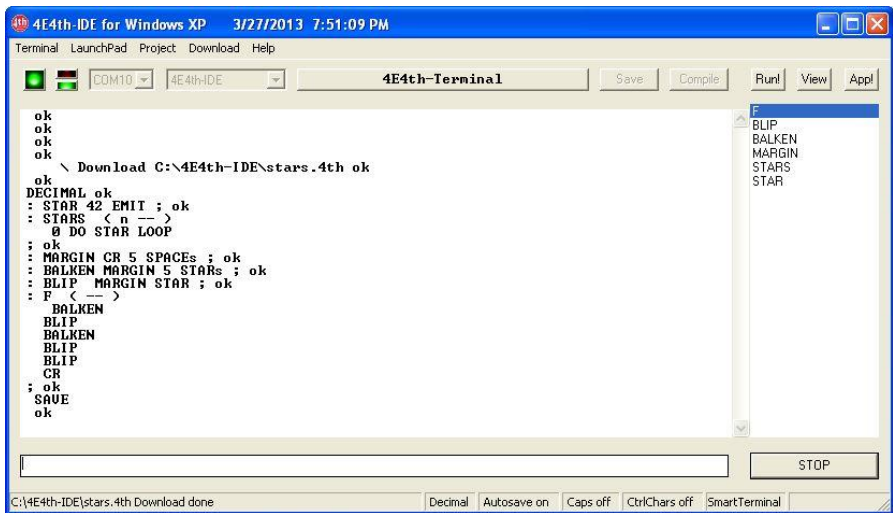 4th 4E4th-IDE for Windows XP 3/27/2013 7:51:09 PM
Terminal LaunchPad Project Download Help
COM10 4E4th-IDE 4E4th-Terminal Save Compile Run! View App!
ok
ok
ok
ok
\ Download C:\4E4th-IDE\stars.4th ok
ok
DECIMAL ok
: STAR 42 EMIT ; ok
: STARS ( n -- )
0 DO STAR LOOP
; ok
: MARGIN CR 5 SPACEs ; ok
: BALKEN MARGIN 5 STARs ; ok
: BLIP MARGIN STAR ; ok
: F ( -- )
BALKEN
BLIP
BALKEN
BLIP
BLIP
CR
; ok
SAVE
ok
F
BLIP
BALKEN
MARGIN
STARS
STAR
STOP
C:\4E4th-IDE\stars.4th Download done Decimal Autosave on Caps off CtrlChars off SmartTerminal